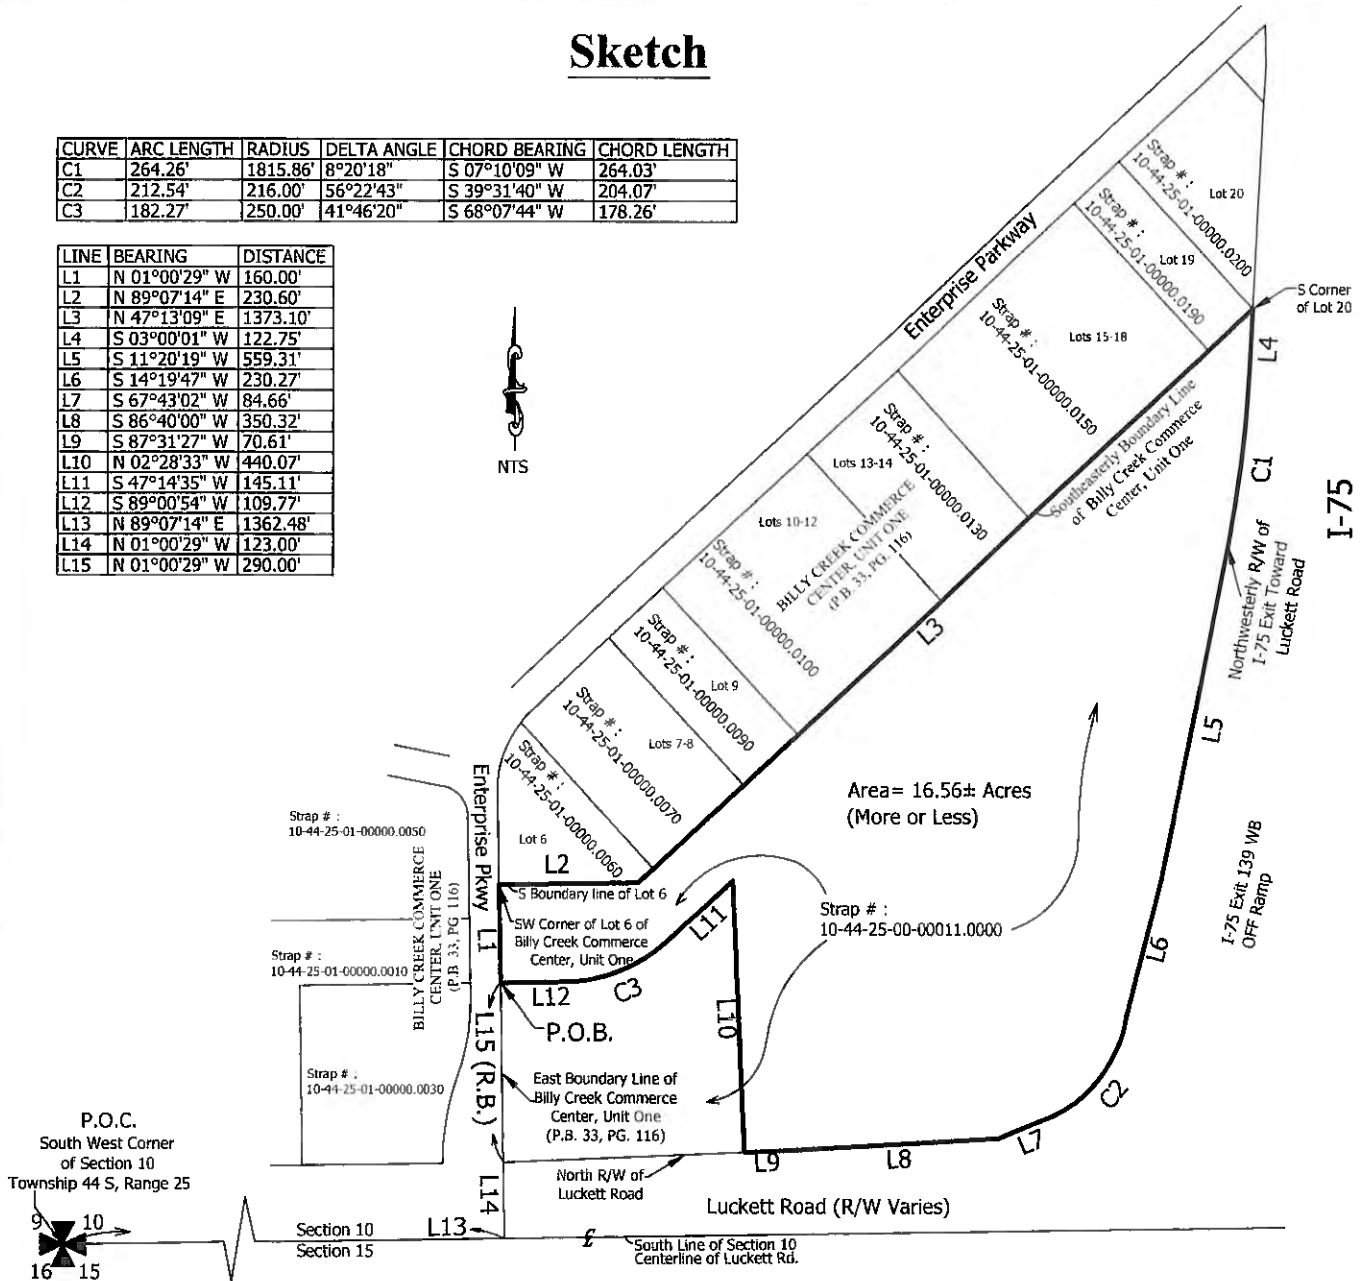 Sketch
CURVE ARC LENGTH RADIUS DELTA ANGLE CHORD BEARING CHORD LENGTH
C1 264.26' 1815.86' 8°20'18" S 07°10'09" W 264.03'
C2 212.54' 216.00' 56°22'43" S 39°31'40" W 204.07'
C3 182.27' 250.00' 41°46'20" S 68°07'44" W 178.26'
LINE BEARING DISTANCE
L1 N 01°00'29" W 160.00'
L2 N 89°07'14" E 230.60'
L3 N 47°13'09" E 1373.10'
L4 S 03°00'01" W 122.75'
L5 S 11°20'19" W 559.31'
L6 S 14°19'47" W 230.27'
L7 S 67°43'02" W 84.66'
L8 S 86°40'00" W 350.32'
L9 S 87°31'27" W 70.61'
L10 N 02°28'33" W 440.07'
L11 S 47°14'35" W 145.11'
L12 S 89°00'54" W 109.77'
L13 N 89°07'14" E 1362.48'
L14 N 01°00'29" W 123.00'
L15 N 01°00'29" W 290.00'
NTS
Enterprise Parkway
Strap # :
10-44-25-01-00000.0200
Lot 20
Strap # :
10-44-25-01-00000.0190
Lot 19
S Corner
of Lot 20
Strap # :
10-44-25-01-00000.0150
Lots 15-18
L4
Southeasterly Boundary Line
of Billy Creek Commerce
Center, Unit One
C1
I-75
Strap # :
10-44-25-01-00000.0130
Lots 13-14
Lots 10-12
BILLY CREEK COMMERCE
CENTER, UNIT ONE
(P.B. 33, PG. 116)
Strap # :
10-44-25-01-00000.0100
Northwesterly R/W of
I-75 Exit Toward
Luckett Road
L3
Strap # :
10-44-25-01-00000.0090
Lot 9
Strap # :
10-44-25-01-00000.0070
Lots 7-8
L5
Strap # :
10-44-25-01-00000.0060
Lot 6
Enterprise Pkwy
Area= 16.56± Acres
(More or Less)
Strap # :
10-44-25-01-00000.0050
BILLY CREEK COMMERCE
CENTER, UNIT ONE
(P.B. 33, PG 116)
L2
S Boundary line of Lot 6
SW Corner of Lot 6 of
Billy Creek Commerce
Center, Unit One
L1
L11
Strap # :
10-44-25-00-00011.0000
I-75 Exit 139 WB
OFF Ramp
L6
Strap # :
10-44-25-01-00000.0010
L12
C3
L10
P.O.B.
L15 (R.B.)
Strap # :
10-44-25-01-00000.0030
East Boundary Line of
Billy Creek Commerce
Center, Unit One
(P.B. 33, PG. 116)
C2
L7
L8
L9
P.O.C.
South West Corner
of Section 10
Township 44 S, Range 25
North R/W of
Luckett Road
L14
Luckett Road (R/W Varies)
9 10
16 15
Section 10
Section 15
L13
South Line of Section 10
Centerline of Luckett Rd.